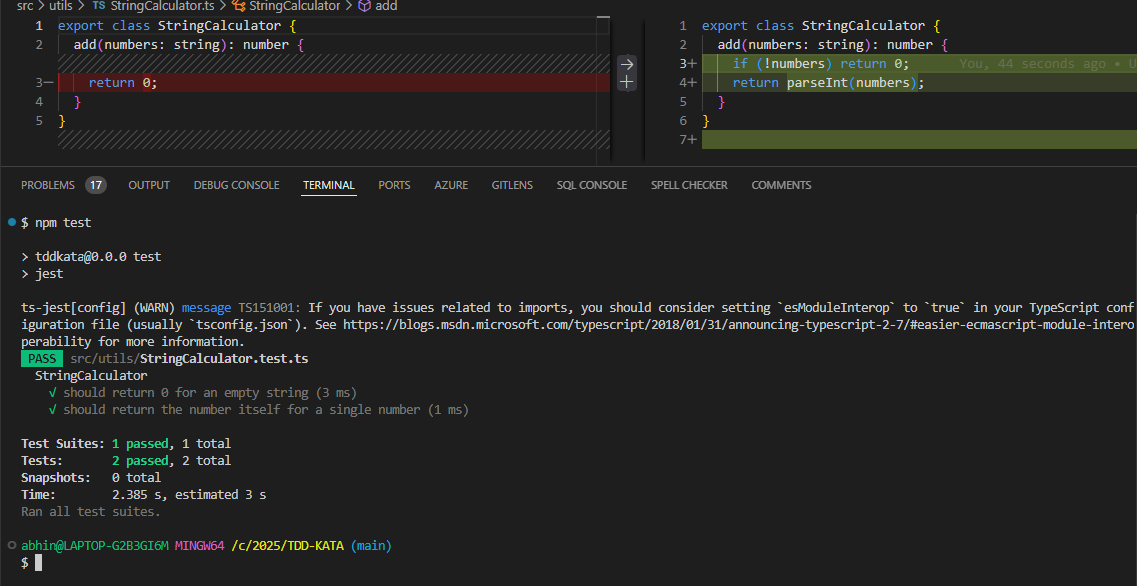 src > utils > TS StringCalculator.ts > StringCalculator > add
1 export class StringCalculator {
2 add(numbers: string): number {
3— return 0;
4 }
5 }
1 export class StringCalculator {
2 add(numbers: string): number {
3+ if (!numbers) return 0; You, 44 seconds ago • U
4+ return parseInt(numbers);
5 }
6 }
7+
PROBLEMS 17 OUTPUT DEBUG CONSOLE TERMINAL PORTS AZURE GITLENS SQL CONSOLE SPELL CHECKER COMMENTS
$ npm test
> tddkata@0.0.0 test
> jest
ts-jest[config] (WARN) message TS151001: If you have issues related to imports, you should consider setting `esModuleInterop` to `true` in your TypeScript conf
iguration file (usually `tsconfig.json`). See https://blogs.msdn.microsoft.com/typescript/2018/01/31/announcing-typescript-2-7/#easier-ecmascript-module-intero
perability for more information.
PASS src/utils/StringCalculator.test.ts
StringCalculator
√ should return 0 for an empty string (3 ms)
√ should return the number itself for a single number (1 ms)
Test Suites: 1 passed, 1 total
Tests: 2 passed, 2 total
Snapshots: 0 total
Time: 2.385 s, estimated 3 s
Ran all test suites.
abhin@LAPTOP-G2B3GI6M MINGW64 /c/2025/TDD-KATA (main)
$